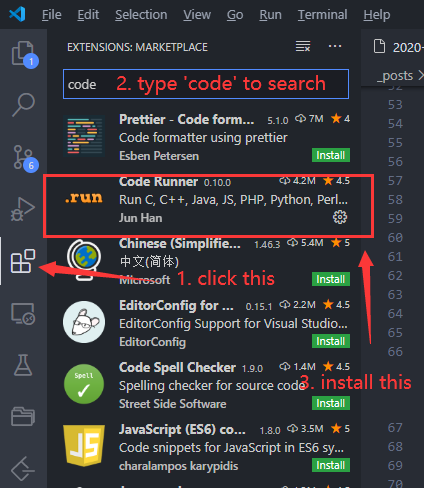 File Edit Selection View Go Run Terminal Help
EXTENSIONS: MARKETPLACE
2020-
code
2. type 'code' to search
_posts
1
6
Prettier - Code form... 5.1.0 7M 4
Code formatter using prettier
Esben Petersen Install
Code Runner 0.10.0 4.2M 4.5
.run
Run C, C++, Java, JS, PHP, Python, Perl...
Jun Han
Chinese (Simplifie... 1.46.3 5.4M 5
中文(简体)
Microsoft Install
1. click this
EditorConfig for ... 0.15.1 2.2M 4.5
EditorConfig Support for Visual Studio...
EditorConfig Install
Code Spell Checker 1.9.0 1.4M 4.5
Spell
Spelling checker for source code
Street Side Software Install
3. install this
JavaScript (ES6) co... 1.8.0 3.5M 5
JS
Code snippets for JavaScript in ES6 sy...
charalampos karypidis Install
53
54
55
56
57
58
59
60
61
62
63
64
65
66
67
68
69
70